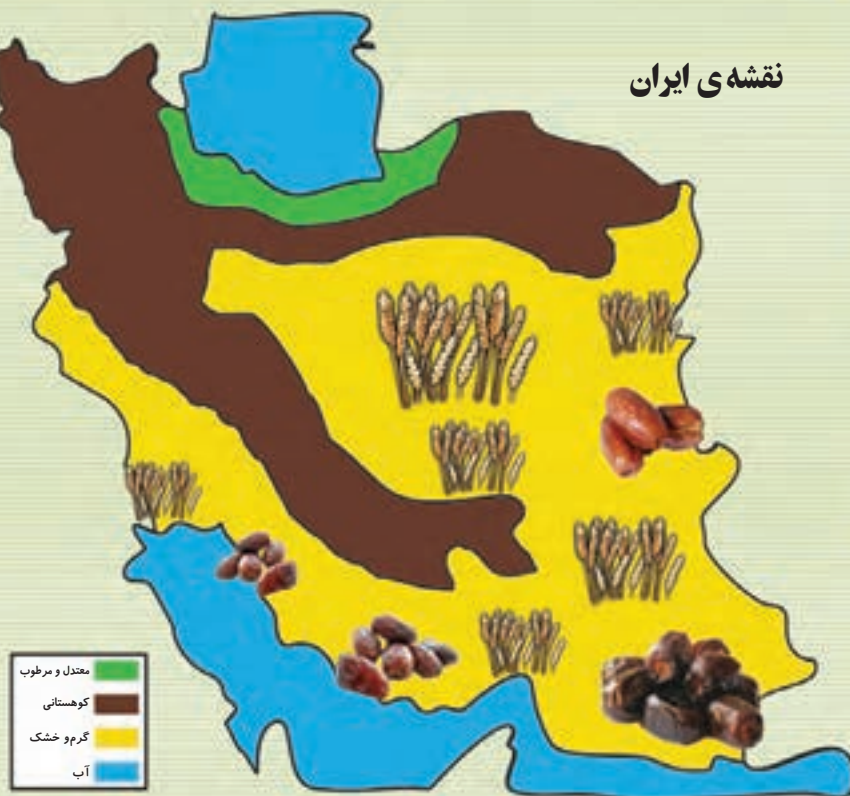 نقشه‌ی ایران
معتدل و مرطوب
کوهستانی
گرم‌و خشک
آب